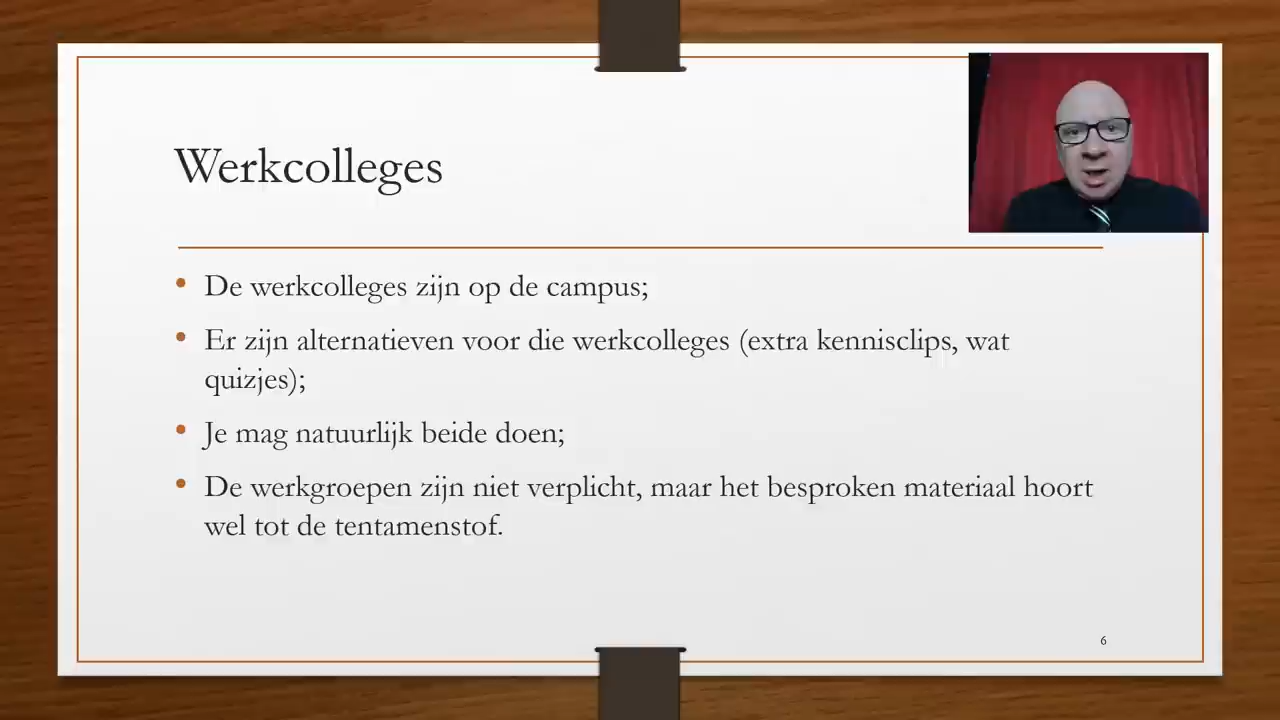 Werkcolleges
• De werkcolleges zijn op de campus;
• Er zijn alternatieven voor die werkcolleges (extra kennisclips, wat
quizjes);
• Je mag natuurlijk beide doen;
• De werkgroepen zijn niet verplicht, maar het besproken materiaal hoort
wel tot de tentamenstof.
6